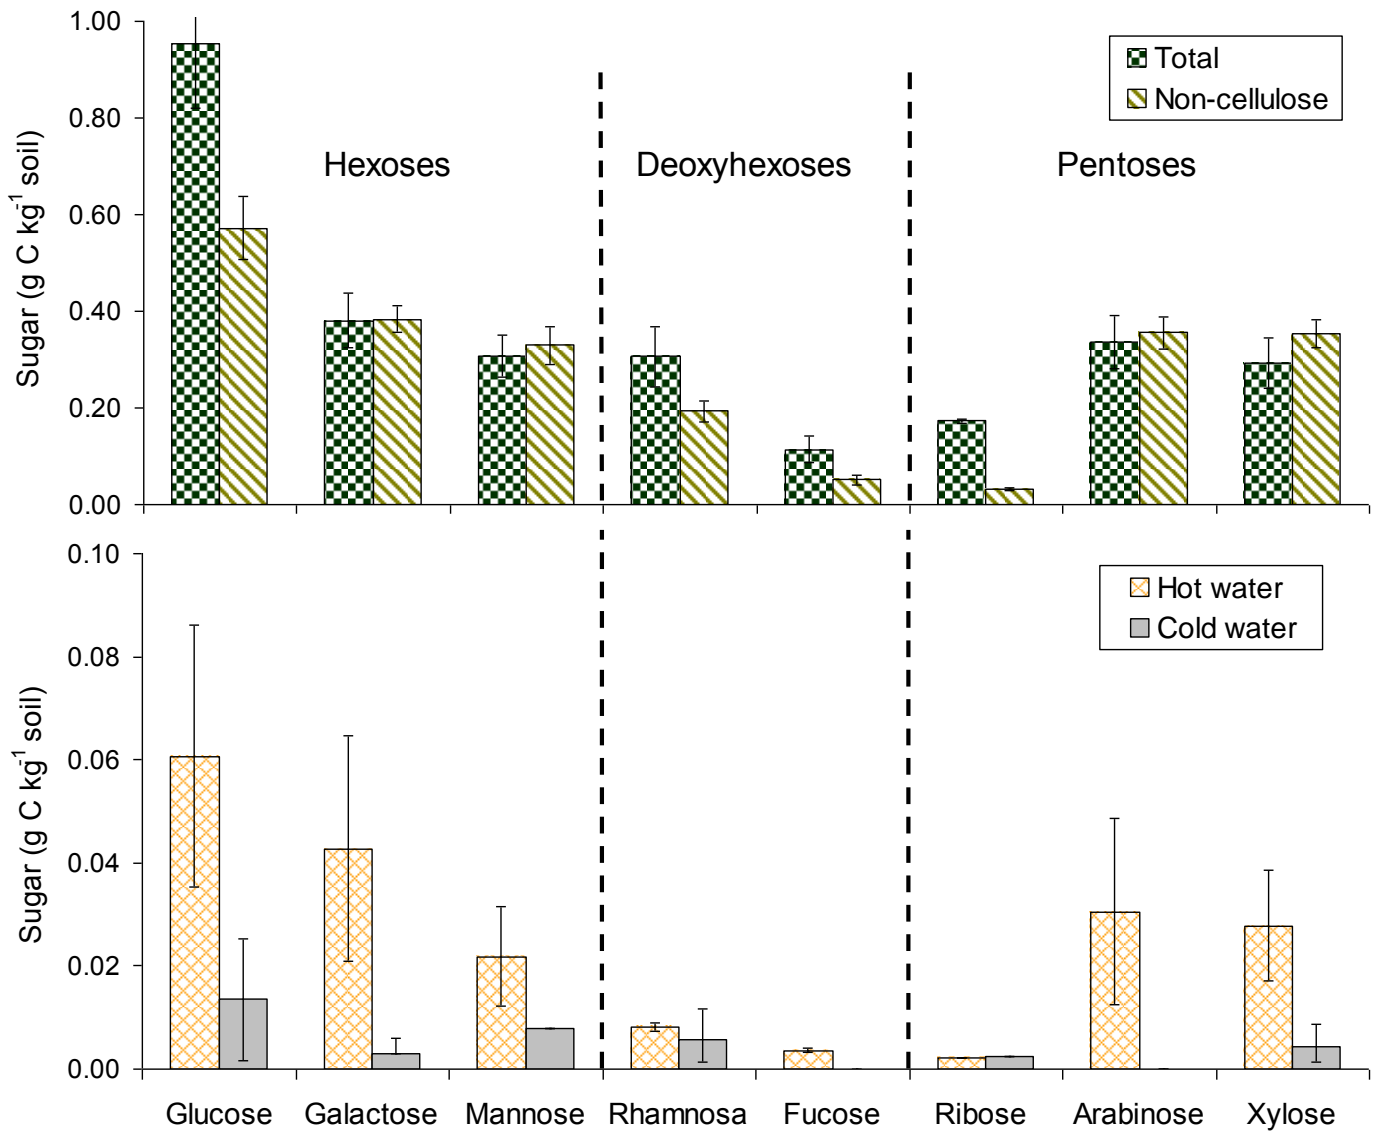 1.00
0.80
0.60
0.40
0.20
0.00
Sugar (g C kg-1 soil)
Total
Non-cellulose
Hexoses
Deoxyhexoses
Pentoses
0.10
0.08
0.06
0.04
0.02
0.00
Sugar (g C kg-1 soil)
Hot water
Cold water
Glucose Galactose Mannose Rhamnosa Fucose Ribose Arabinose Xylose